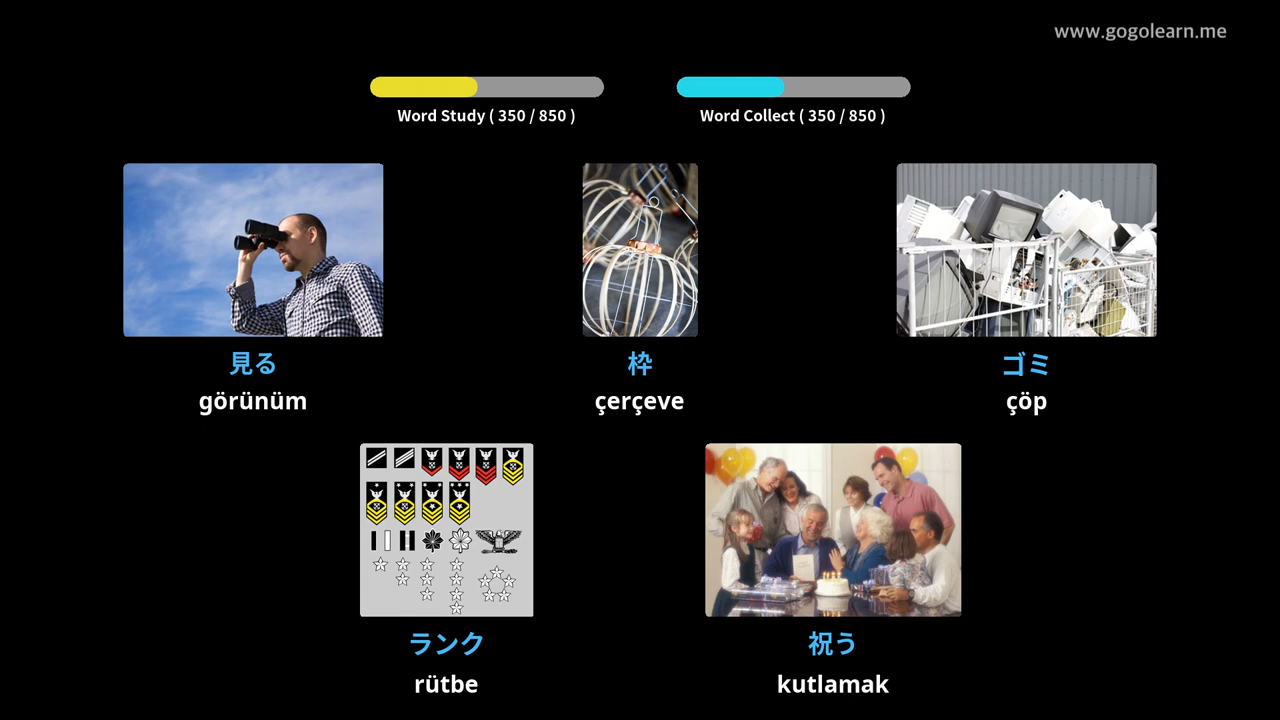 www.gogolearn.me
Word Study ( 350 / 850 )
Word Collect ( 350 / 850 )
見る
görünüm
枠
çerçeve
ゴミ
çöp
ランク
rütbe
祝う
kutlamak